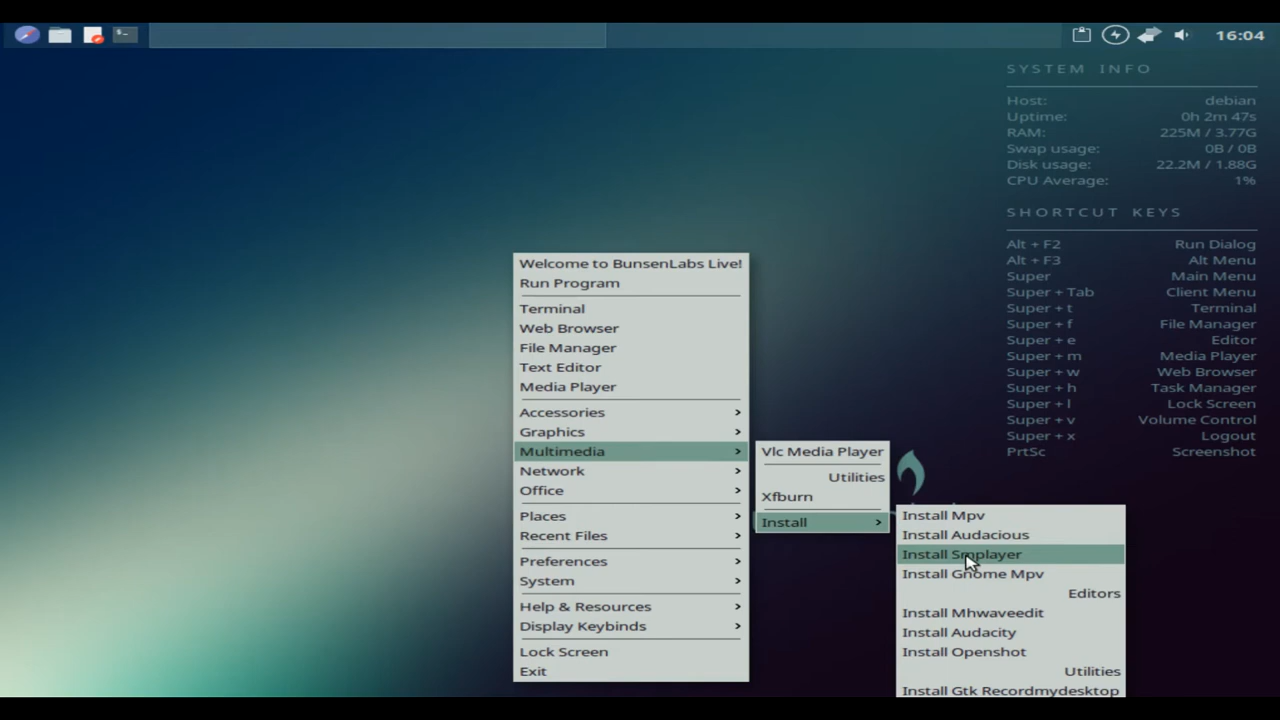 16:04
SYSTEM INFO
Host: debian
Uptime: 0h 2m 47s
RAM: 225M / 3.77G
Swap usage: 0B / 0B
Disk usage: 22.2M / 1.88G
CPU Average: 1%
SHORTCUT KEYS
Alt + F2 Run Dialog
Alt + F3 Alt Menu
Super Main Menu
Super + Tab Client Menu
Super + t Terminal
Super + f File Manager
Super + e Editor
Super + m Media Player
Super + w Web Browser
Super + h Task Manager
Super + l Lock Screen
Super + v Volume Control
Super + x Logout
PrtSc Screenshot
Welcome to BunsenLabs Live!
Run Program
Terminal
Web Browser
File Manager
Text Editor
Media Player
Accessories
Graphics
Multimedia
Network
Office
Places
Recent Files
Preferences
System
Help & Resources
Display Keybinds
Lock Screen
Exit
Vlc Media Player
Utilities
Xfburn
Install
Install Mpv
Install Audacious
Install Smplayer
Install Gnome Mpv
Editors
Install Mhwaveedit
Install Audacity
Install Openshot
Utilities
Install Gtk Recordmydesktop